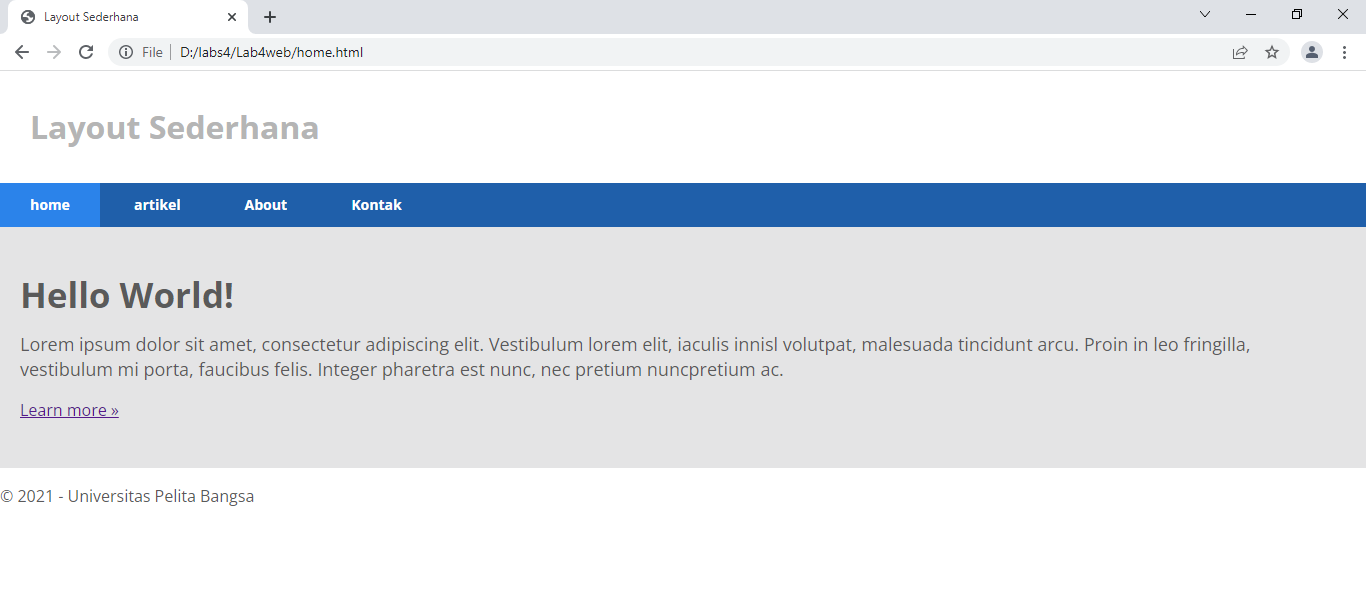 Layout Sederhana
File | D:/labs4/Lab4web/home.html
Layout Sederhana
home artikel About Kontak
Hello World!
Lorem ipsum dolor sit amet, consectetur adipiscing elit. Vestibulum lorem elit, iaculis innisl volutpat, malesuada tincidunt arcu. Proin in leo fringilla,
vestibulum mi porta, faucibus felis. Integer pharetra est nunc, nec pretium nuncpretium ac.
Learn more »
© 2021 - Universitas Pelita Bangsa